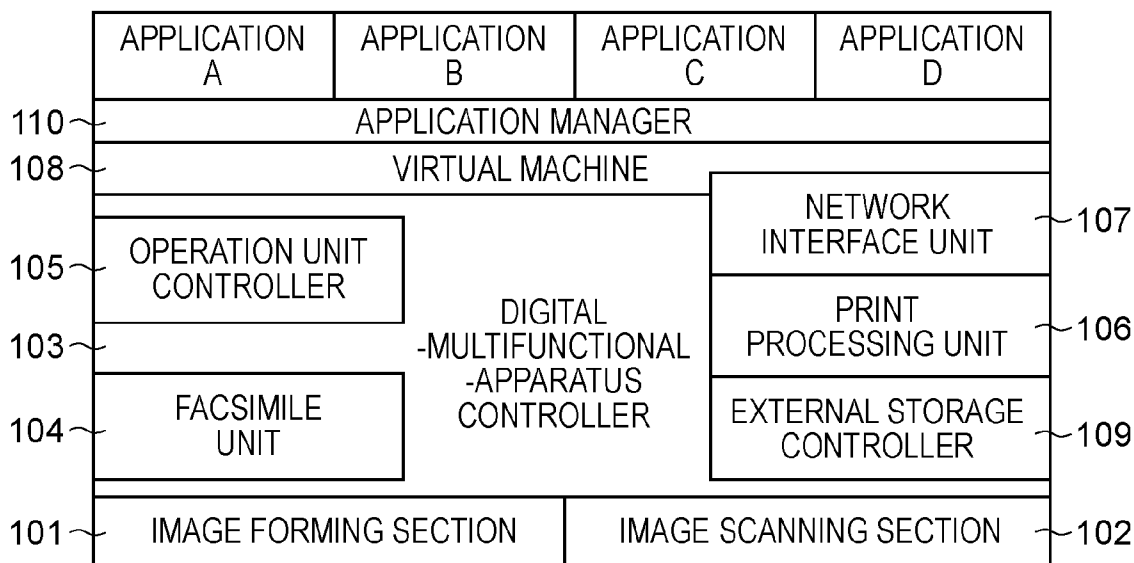 APPLICATION
A
APPLICATION
B
APPLICATION
C
APPLICATION
D
110
APPLICATION MANAGER
108
VIRTUAL MACHINE
NETWORK
INTERFACE UNIT
107
105
OPERATION UNIT
CONTROLLER
103
DIGITAL
-MULTIFUNCTIONAL
-APPARATUS
CONTROLLER
PRINT
PROCESSING UNIT
106
104
FACSIMILE
UNIT
EXTERNAL STORAGE
CONTROLLER
109
101
IMAGE FORMING SECTION
IMAGE SCANNING SECTION
102